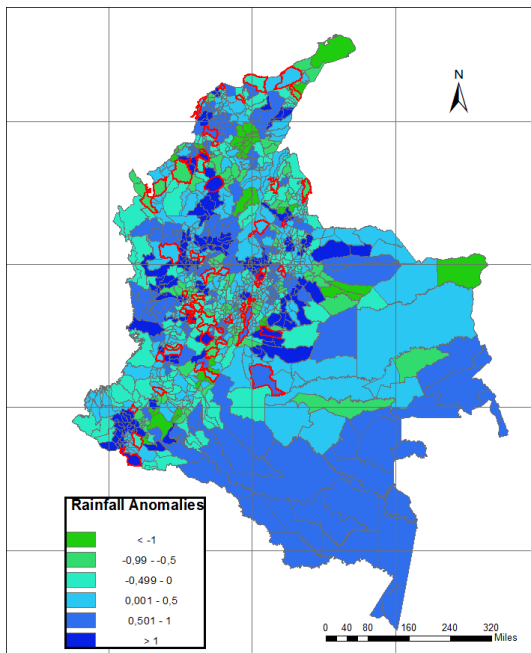 N
Rainfall Anomalies
< -1
-0,99 - -0,5
-0,499 - 0
0,001 - 0,5
0,501 - 1
> 1
0 40 80 160 240 320
Miles